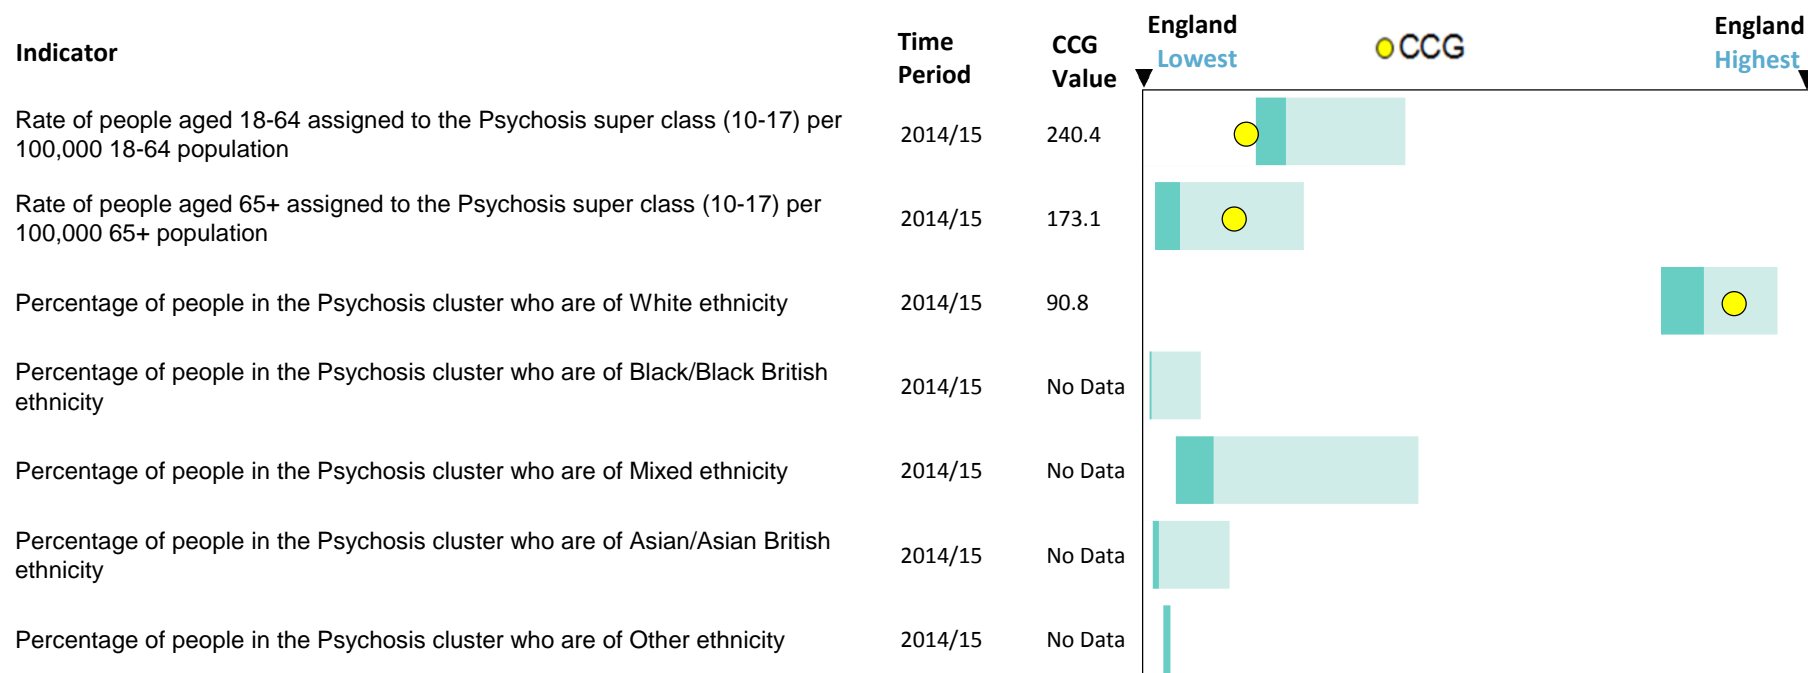 Indicator
Time
Period
CCG
Value
England
Lowest
CCG
England
Highest
Rate of people aged 18-64 assigned to the Psychosis super class (10-17) per
100,000 18-64 population
2014/15
240.4
Rate of people aged 65+ assigned to the Psychosis super class (10-17) per
100,000 65+ population
2014/15
173.1
Percentage of people in the Psychosis cluster who are of White ethnicity
2014/15
90.8
Percentage of people in the Psychosis cluster who are of Black/Black British
ethnicity
2014/15
No Data
Percentage of people in the Psychosis cluster who are of Mixed ethnicity
2014/15
No Data
Percentage of people in the Psychosis cluster who are of Asian/Asian British
ethnicity
2014/15
No Data
Percentage of people in the Psychosis cluster who are of Other ethnicity
2014/15
No Data